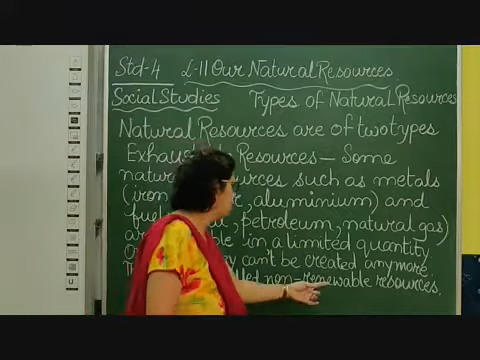 Std-4 L-11 Our Natural Resources.
Social Studies Types of Natural Resources
Natural Resources are of two types
Resources - Some
such as metals
(iron , aluminium) and
, petroleum, natural gas)
in a limited quantity.
can't be created anymore.
non-renewable resources.